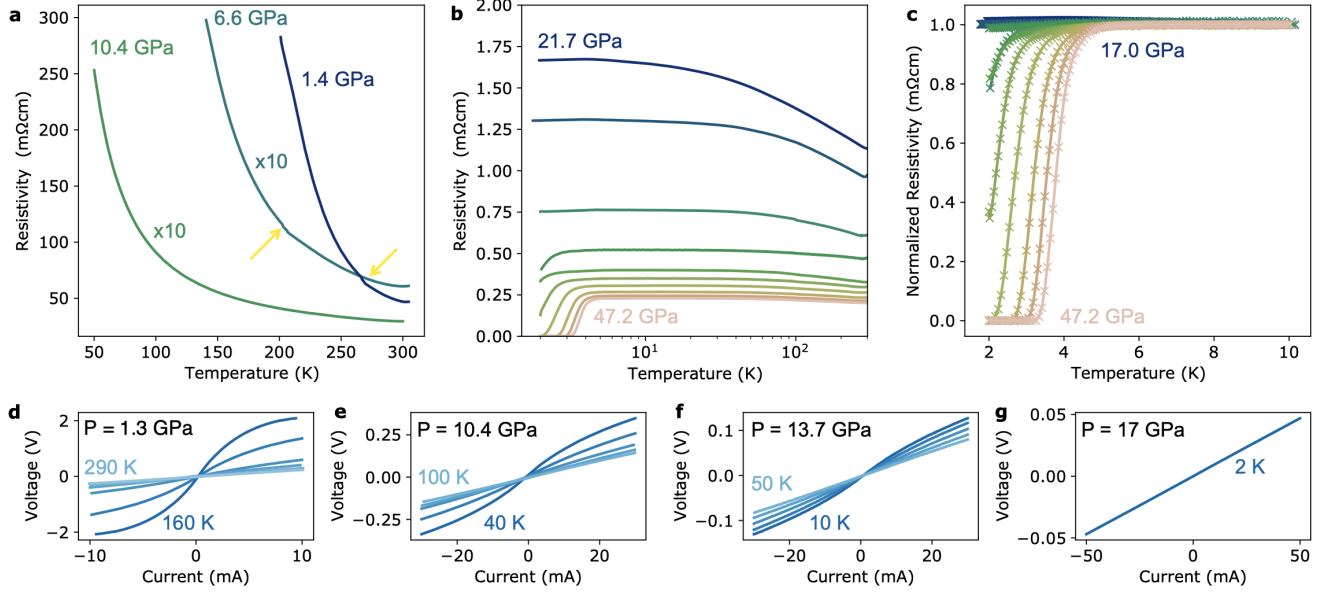 a
300
250
200
150
100
50
Resistivity (mΩcm)
6.6 GPa
10.4 GPa
1.4 GPa
x10
x10
50
100
150
200
250
300
Temperature (K)
b
2.00
1.75
1.50
1.25
1.00
0.75
0.50
0.25
0.00
Resistivity (mΩcm)
21.7 GPa
47.2 GPa
10¹
10²
Temperature (K)
c
1.0
0.8
0.6
0.4
0.2
0.0
Normalized Resistivity (mΩcm)
17.0 GPa
47.2 GPa
2
4
6
8
10
Temperature (K)
d
2
0
−2
Voltage (V)
P = 1.3 GPa
290 K
160 K
−10
0
10
Current (mA)
e
0.25
0.00
−0.25
Voltage (V)
P = 10.4 GPa
100 K
40 K
−20
0
20
Current (mA)
f
0.1
0.0
−0.1
Voltage (V)
P = 13.7 GPa
50 K
10 K
−20
0
20
Current (mA)
g
0.05
0.00
−0.05
Voltage (V)
P = 17 GPa
2 K
−50
0
50
Current (mA)